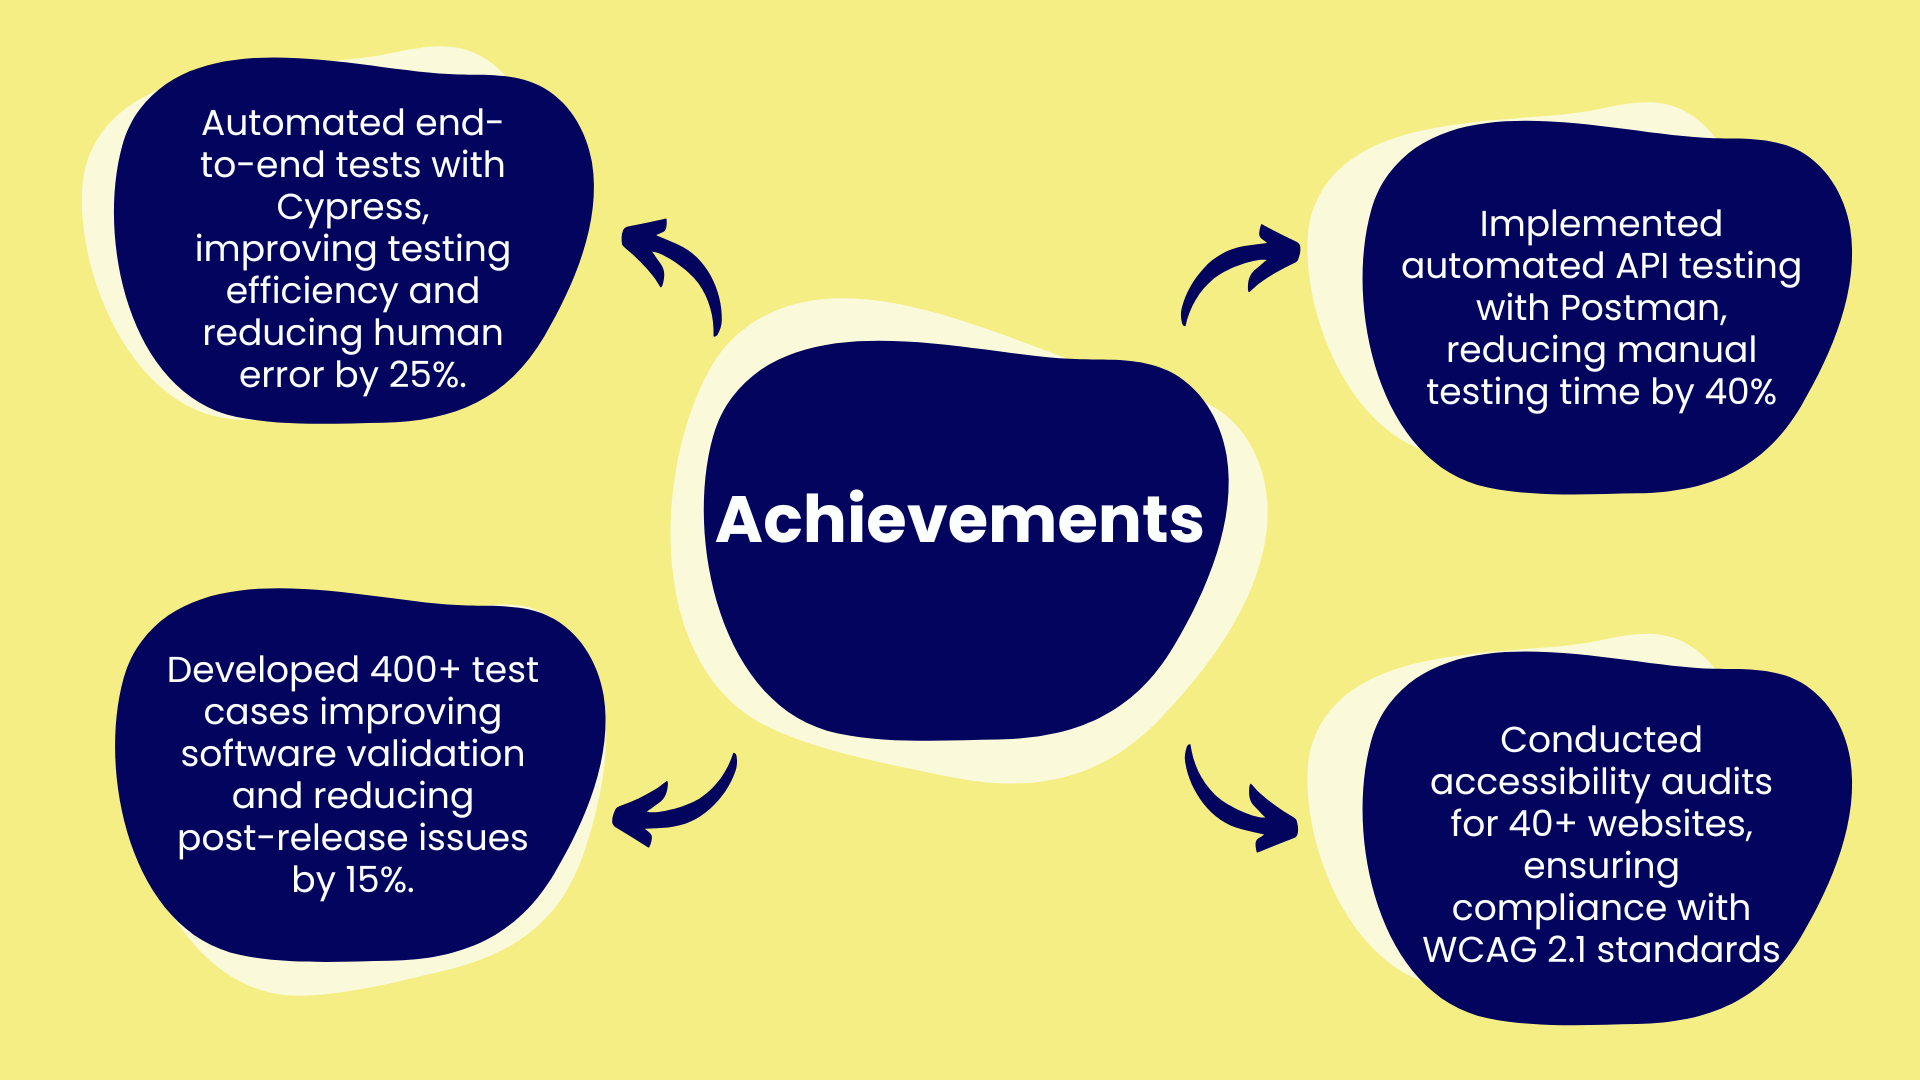 Automated end-
to-end tests with
Cypress,
improving testing
efficiency and
reducing human
error by 25%.
Implemented
automated API testing
with Postman,
reducing manual
testing time by 40%
Achievements
Developed 400+ test
cases improving
software validation
and reducing
post-release issues
by 15%.
Conducted
accessibility audits
for 40+ websites,
ensuring
compliance with
WCAG 2.1 standards